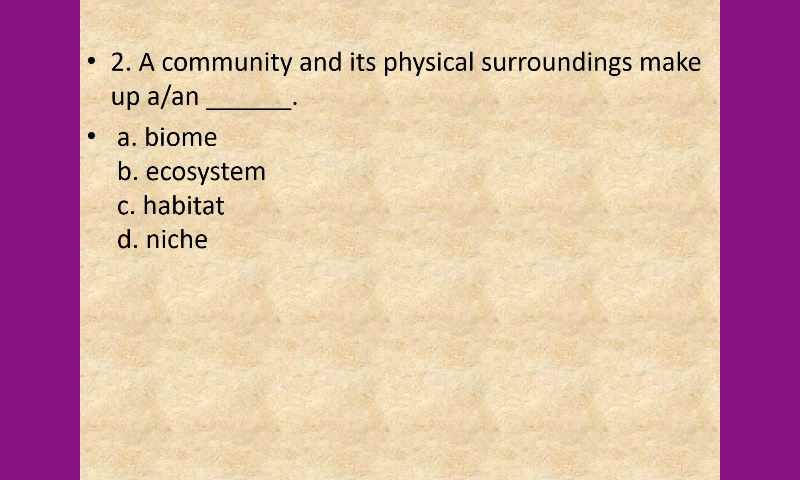 • 2. A community and its physical surroundings make
up a/an ______.
• a. biome
b. ecosystem
c. habitat
d. niche